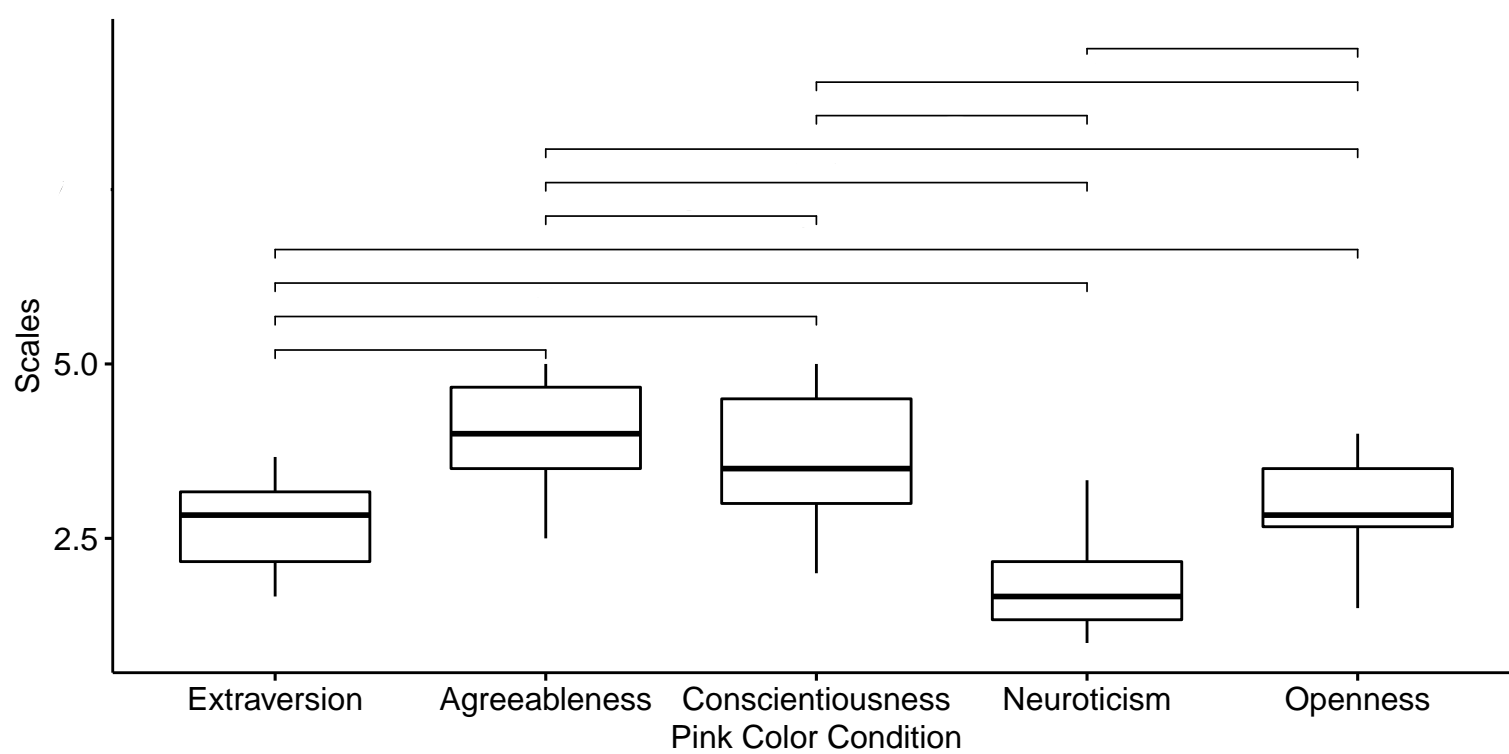 Scales
5.0
2.5
Extraversion Agreeableness Conscientiousness Neuroticism Openness
Pink Color Condition